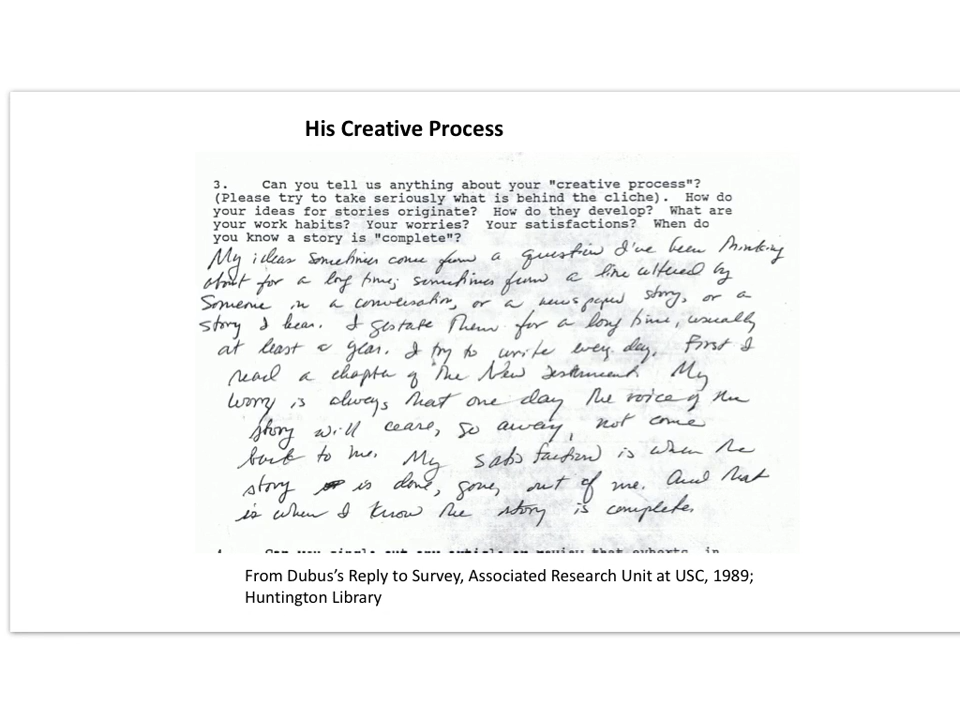 His Creative Process
3. Can you tell us anything about your "creative process"?
(Please try to take seriously what is behind the cliche). How do
your ideas for stories originate? How do they develop? What are
your work habits? Your worries? Your satisfactions? When do
you know a story is "complete"?
My ideas sometimes come from a question I've been thinking
about for a long time; sometimes from a line uttered by
someone in a conversation, or a newspaper story, or a
story I hear. I gestate them for a long time, usually
at least a year. I try to write every day. First I
read a chapter of the New Testament. My
worry is always that one day the voice of the
story will cease, go away, not come
back to me. My satisfaction is when the
story is done, gone, out of me. And that
is when I know the story is complete.
From Dubus's Reply to Survey, Associated Research Unit at USC, 1989;
Huntington Library